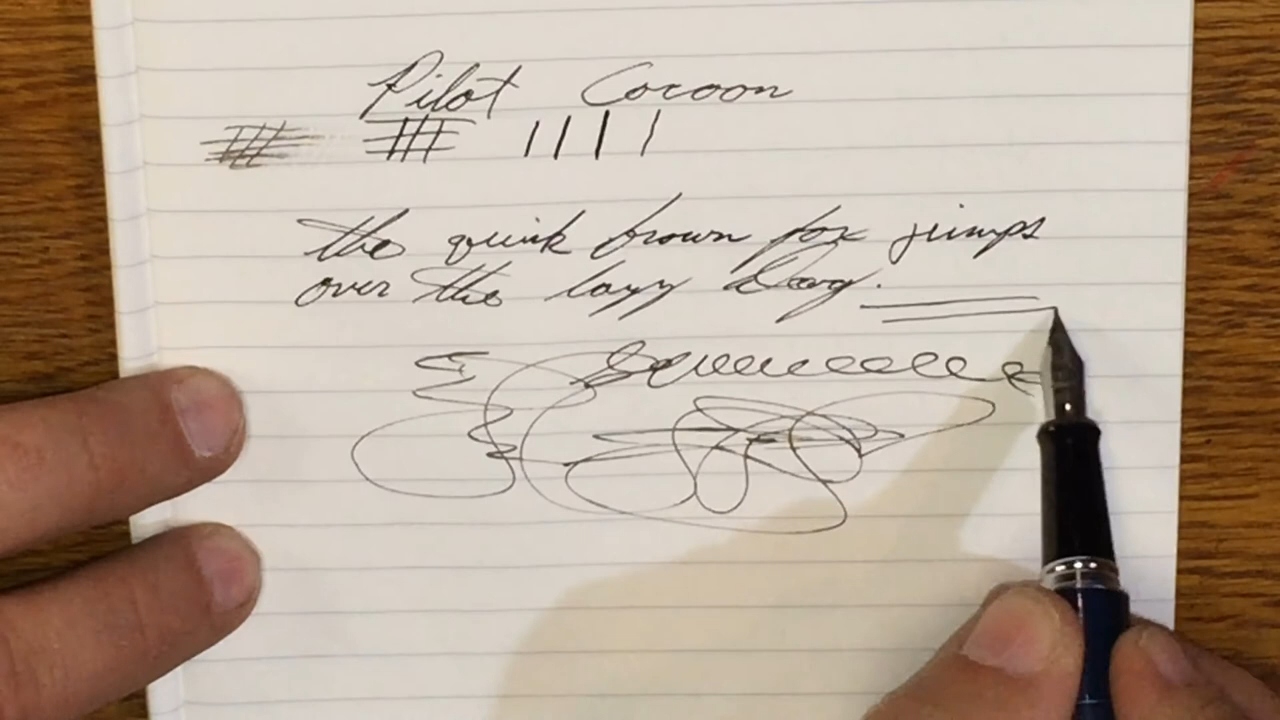 Pilot Cocoon
the quick brown fox jumps
over the lazy dog.